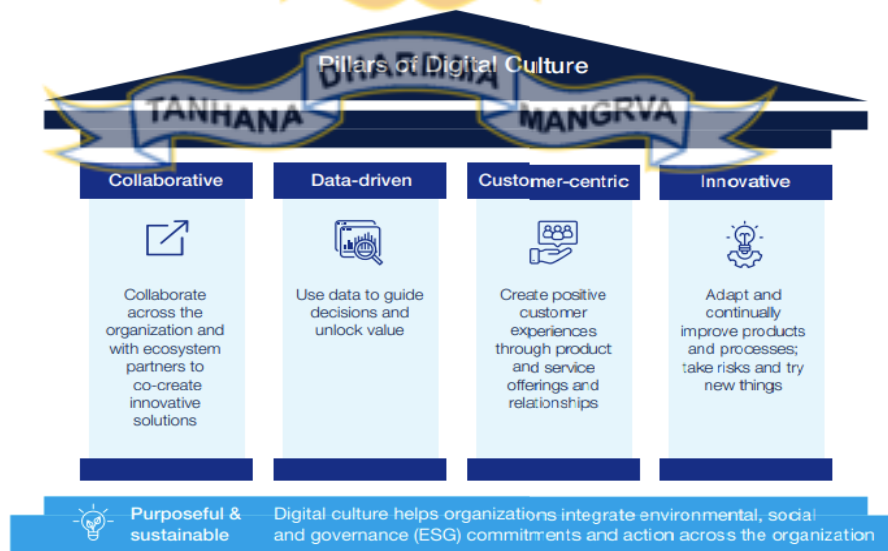 Pillars of Digital Culture
TANHANA DHARMMA MANGRVA
Collaborative
Collaborate
across the
organization and
with ecosystem
partners to
co-create
innovative
solutions
Data-driven
Use data to guide
decisions and
unlock value
Customer-centric
Create positive
customer
experiences
through product
and service
offerings and
relationships
Innovative
Adapt and
continually
improve products
and processes;
take risks and try
new things
Purposeful &
sustainable
Digital culture helps organizations integrate environmental, social
and governance (ESG) commitments and action across the organization